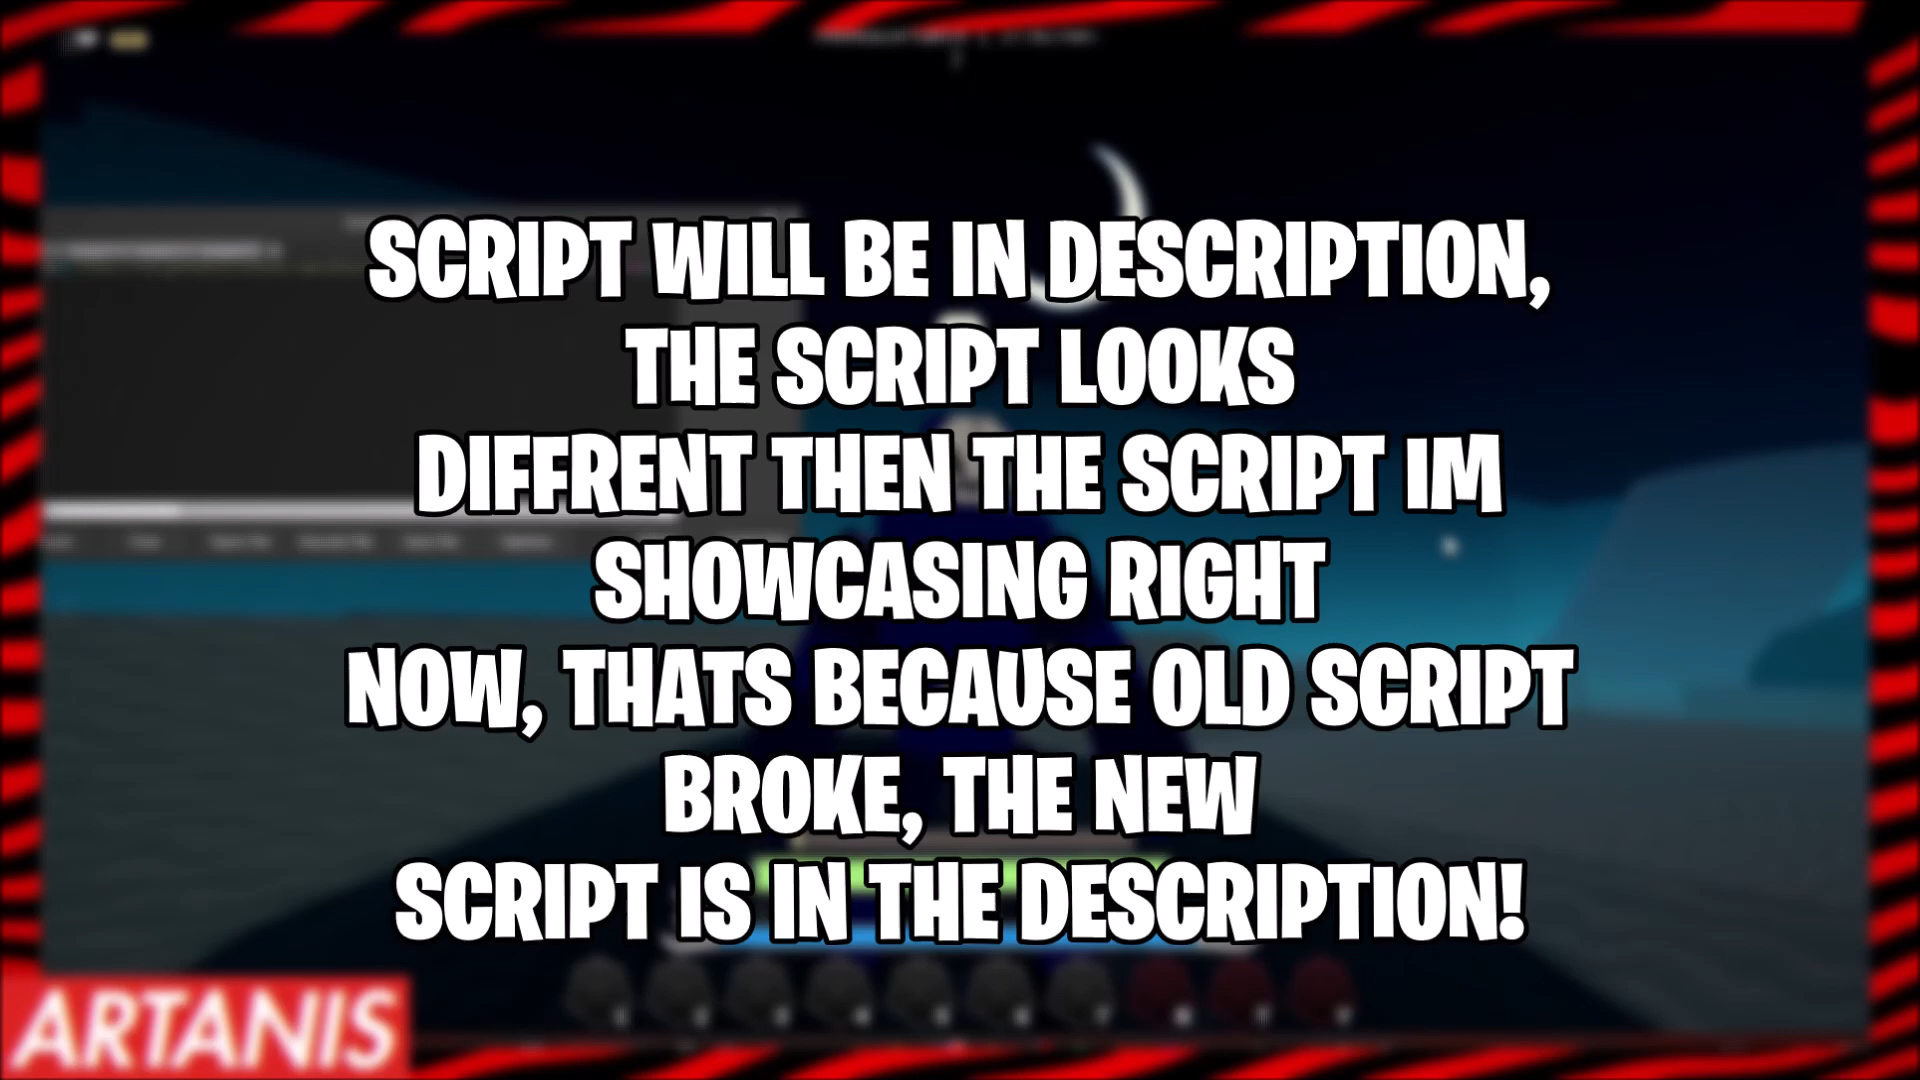 SCRIPT WILL BE IN DESCRIPTION,
THE SCRIPT LOOKS
DIFFRENT THEN THE SCRIPT IM
SHOWCASING RIGHT
NOW, THATS BECAUSE OLD SCRIPT
BROKE, THE NEW
SCRIPT IS IN THE DESCRIPTION!
ARTANIS